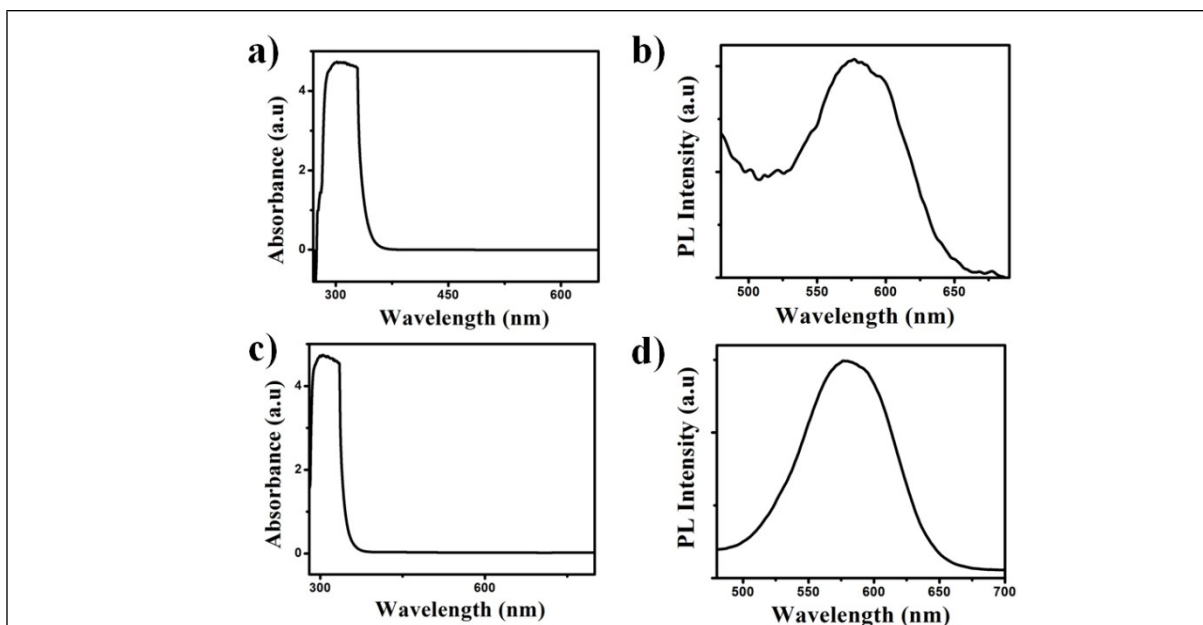 a)
Absorbance (a.u)
4
2
0
300 450 600
Wavelength (nm)
b)
PL Intensity (a.u)
500 550 600 650
Wavelength (nm)
c)
Absorbance (a.u)
4
2
0
300 600
Wavelength (nm)
d)
PL Intensity (a.u)
500 550 600 650 700
Wavelength (nm)